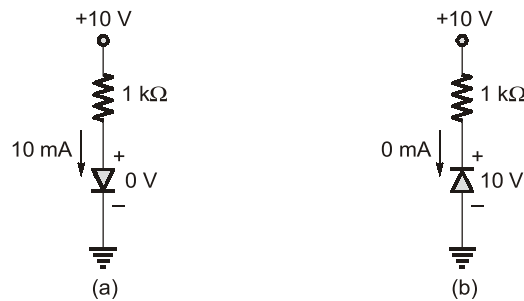 +10 V
1 kΩ
10 mA
+
0 V
–
(a)
+10 V
1 kΩ
0 mA
+
10 V
–
(b)